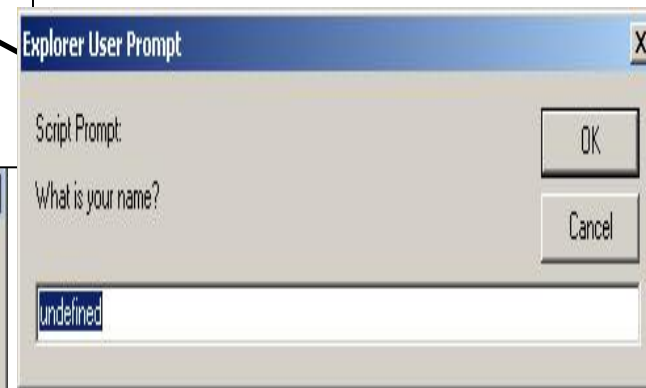 Explorer User Prompt
X
Script Prompt:
OK
What is your name?
Cancel
undefined